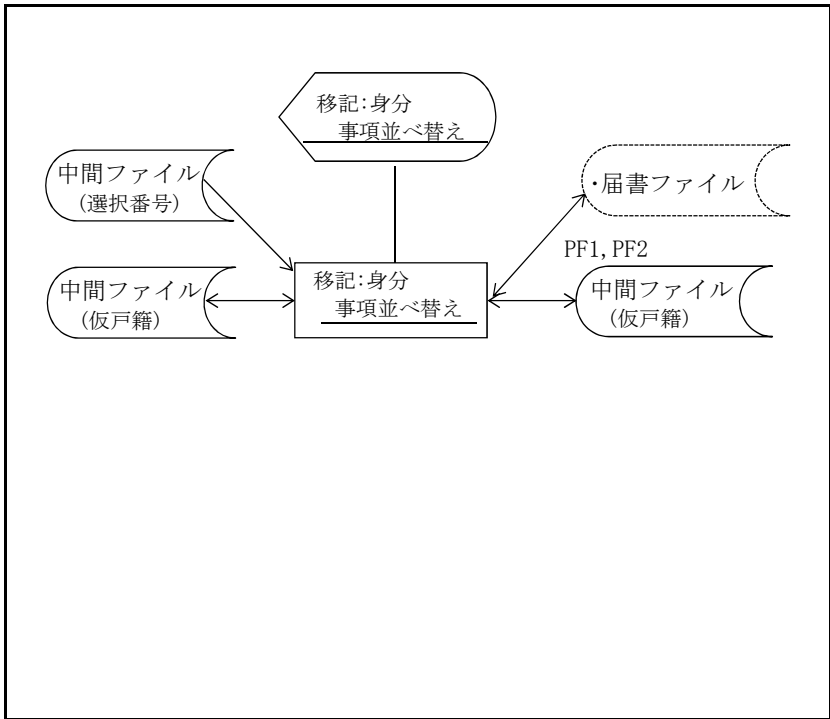 移記:身分
事項並べ替え
中間ファイル
(選択番号)
・届書ファイル
PF1, PF2
中間ファイル
(仮戸籍)
移記:身分
事項並べ替え
中間ファイル
(仮戸籍)